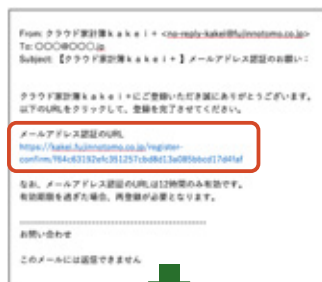 From: クラウド家計簿ｋａｋｅｉ＋ <no-reply-kakei@fujinnotomo.co.jp>
To: 〇〇〇@〇〇〇.jp
Subject: 【クラウド家計簿ｋａｋｅｉ＋】メールアドレス認証のお願い：
クラウド家計簿ｋａｋｅｉ＋にご登録いただき誠にありがとうございます。
以下のURLをクリックして、登録を完了させてください。
メールアドレス認証のURL
https://kakei.fujinnotomo.co.jp/register-
confirm/f64c63192efc351257cbd8d13a085bbcd17d4faf
なお、メールアドレス認証のURLは12時間のみ有効です。
有効期限を過ぎた場合、再登録が必要となります。
お問い合わせ
このメールには返信できません